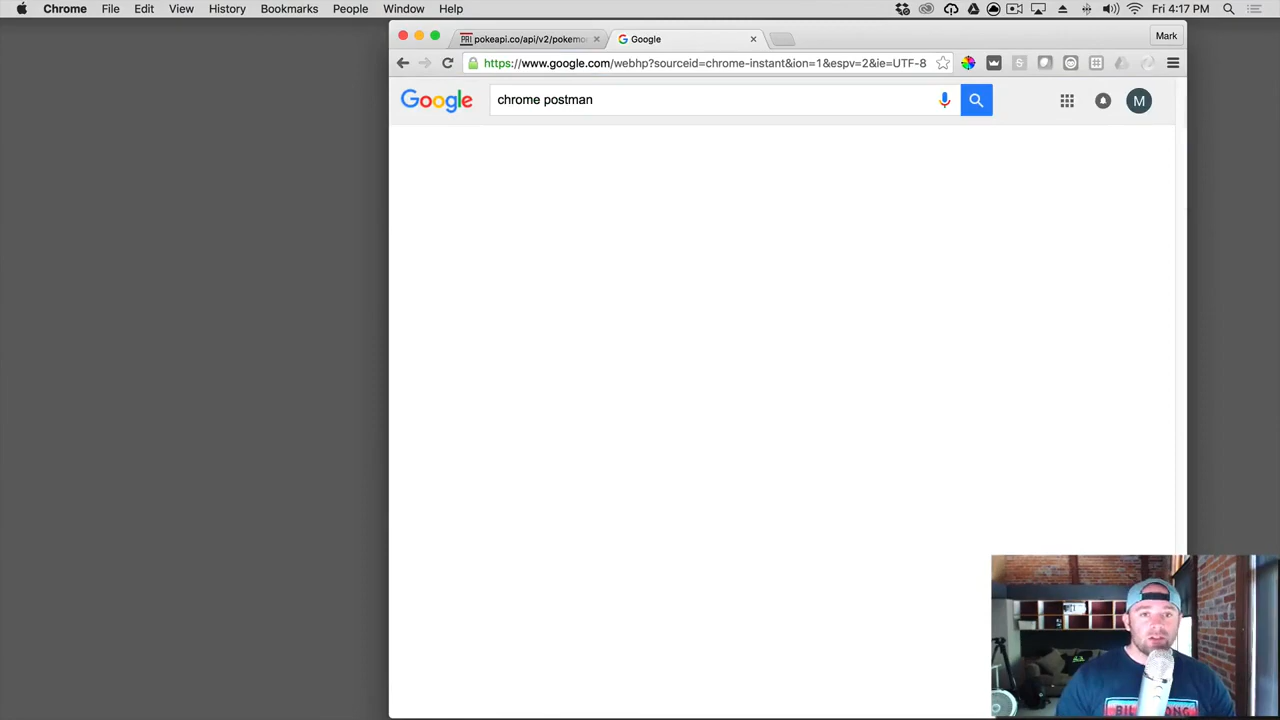 Chrome File Edit View History Bookmarks People Window Help Fri 4:17 PM
PRI pokeapi.co/api/v2/pokemo Google Mark
https://www.google.com/webhp?sourceid=chrome-instant&ion=1&espv=2&ie=UTF-8
Google chrome postman M